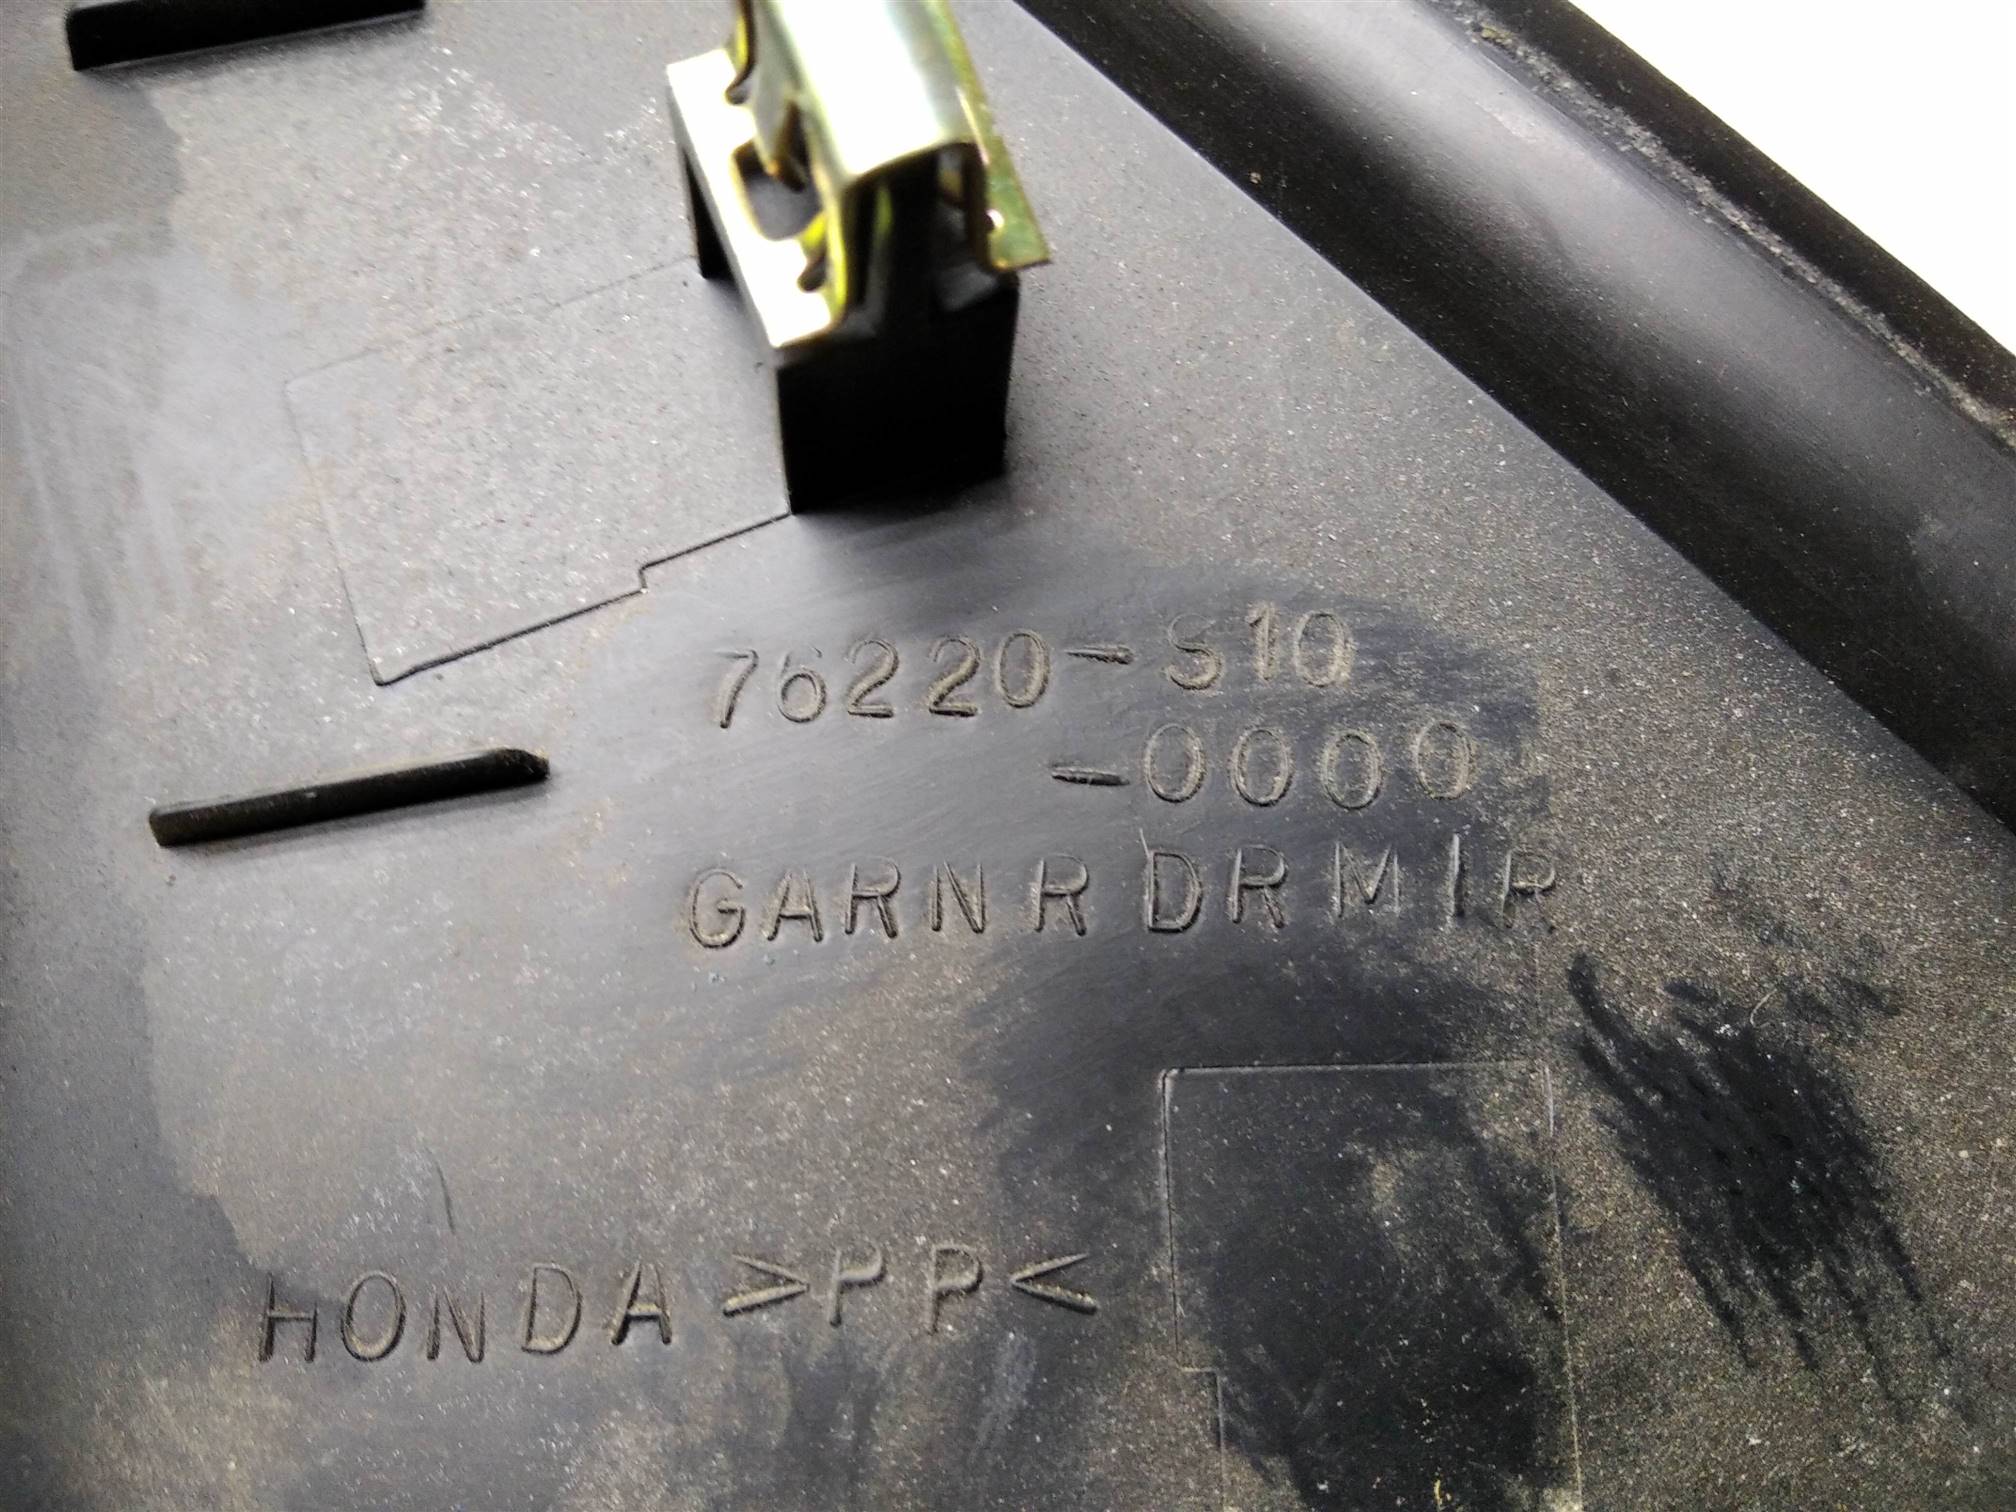 76220-S10
-0000
GARN R DR MIR
HONDA >PP<